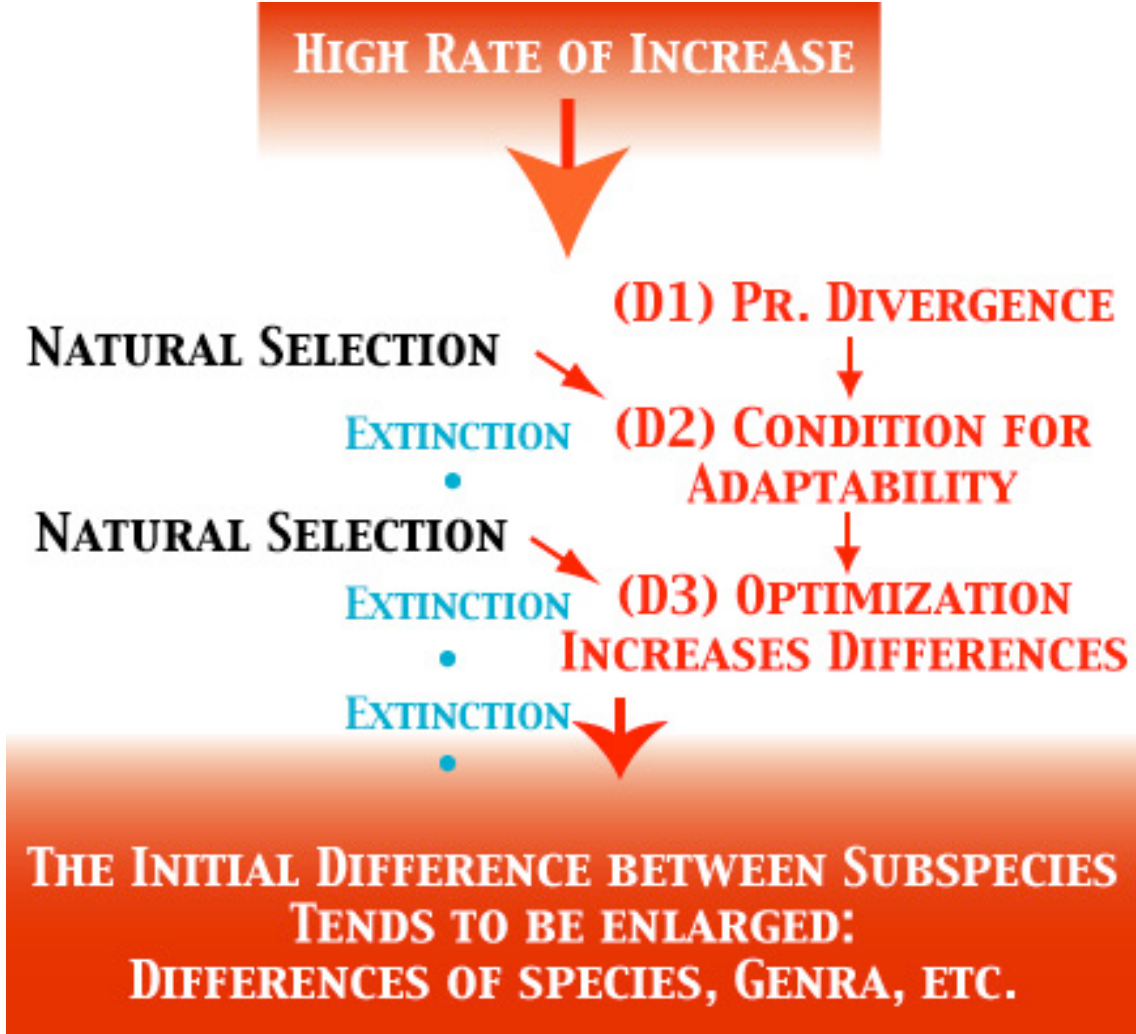 High Rate of Increase
(D1) Pr. Divergence
Natural Selection
(D2) Condition for
Adaptability
Extinction
Natural Selection
(D3) Optimization
Increases Differences
Extinction
Extinction
The Initial Difference between Subspecies
Tends to be enlarged:
Differences of species, Genra, etc.